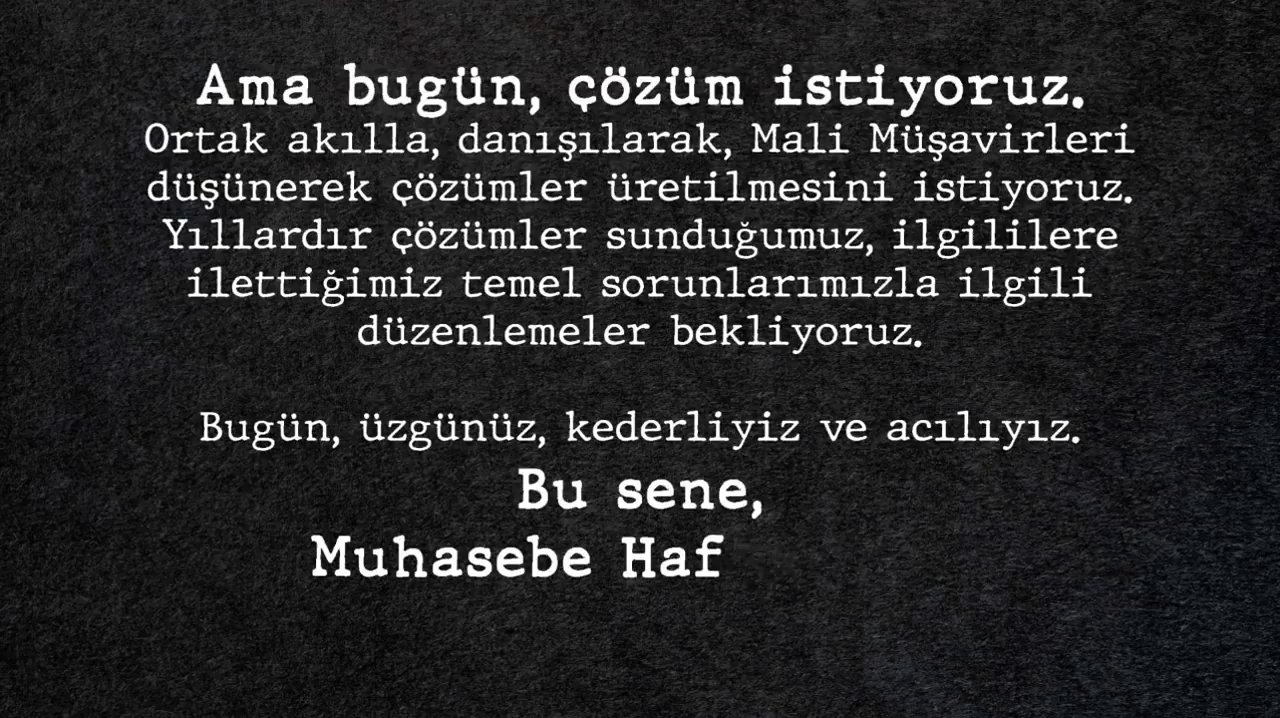 Ama bugün, çözüm istiyoruz.
Ortak akılla, danışılarak, Mali Müşavirleri
düşünerek çözümler üretilmesini istiyoruz.
Yıllardır çözümler sunduğumuz, ilgililere
ilettiğimiz temel sorunlarımızla ilgili
düzenlemeler bekliyoruz.
Bugün, üzgünüz, kederliyiz ve acılıyız.
Bu sene,
Muhasebe Haf